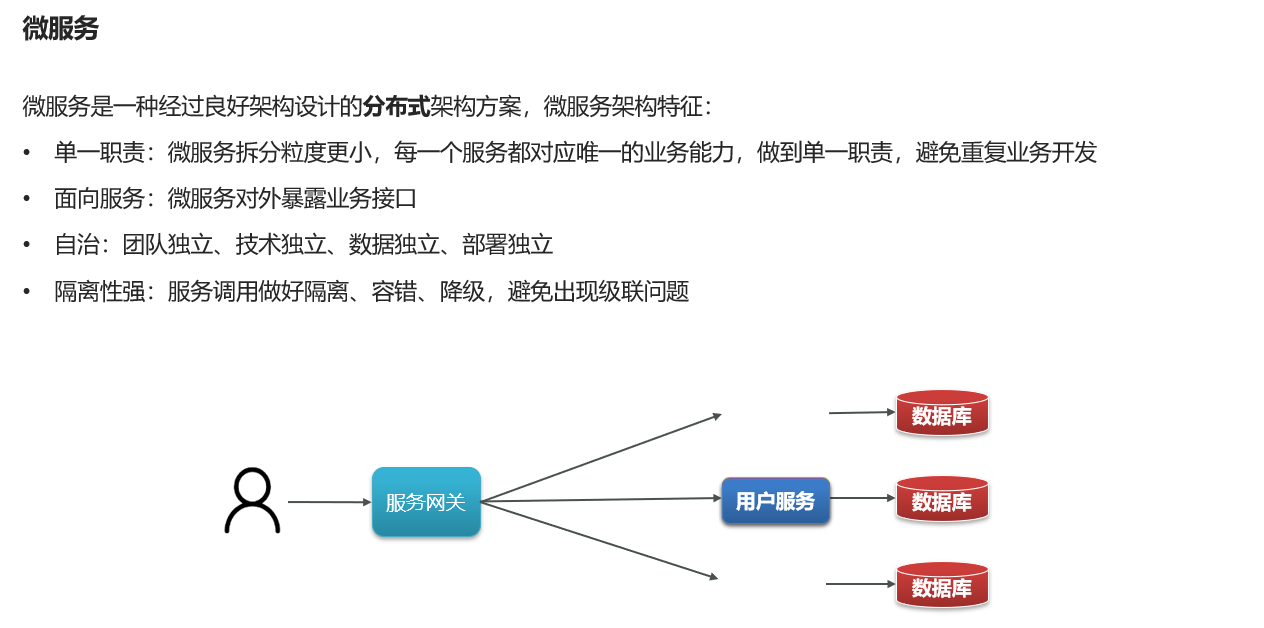 微服务
微服务是一种经过良好架构设计的分布式架构方案，微服务架构特征：
• 单一职责：微服务拆分粒度更小，每一个服务都对应唯一的业务能力，做到单一职责，避免重复业务开发
• 面向服务：微服务对外暴露业务接口
• 自治：团队独立、技术独立、数据独立、部署独立
• 隔离性强：服务调用做好隔离、容错、降级，避免出现级联问题
数据库
服务网关
用户服务
数据库
数据库